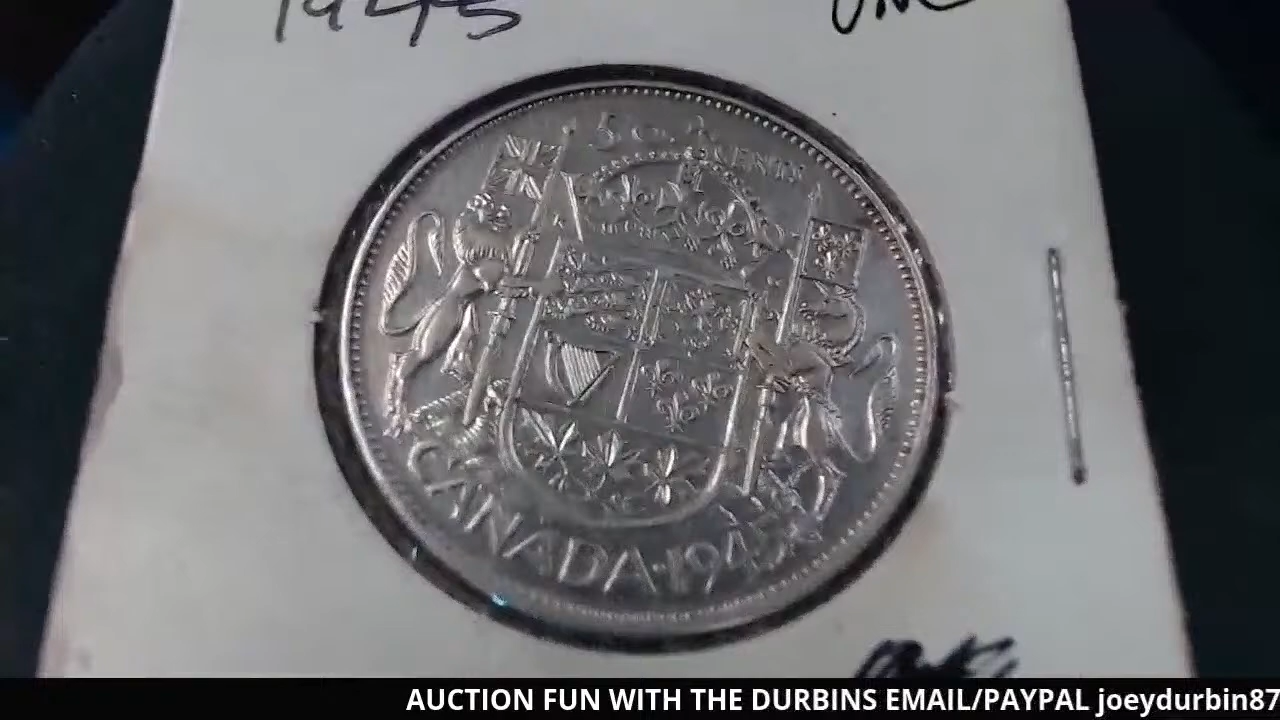 1945
50 CENTS
CANADA·1945
AUCTION FUN WITH THE DURBINS EMAIL/PAYPAL joeydurbin87